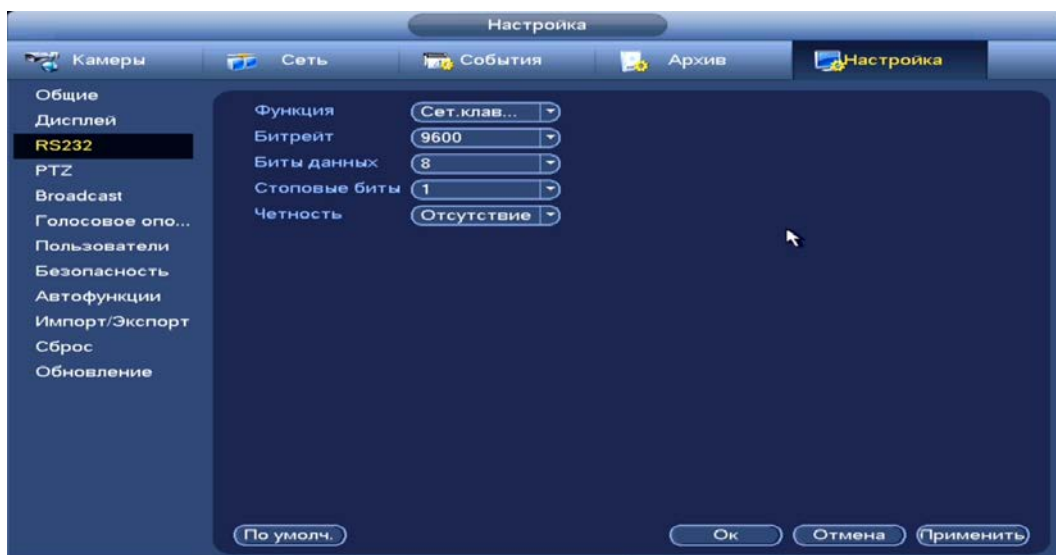 Настройка
Камеры Сеть События Архив Настройка
Общие
Дисплей
RS232
PTZ
Broadcast
Голосовое опо...
Пользователи
Безопасность
Автофункции
Импорт/Экспорт
Сброс
Обновление
Функция Сет.клав...
Битрейт 9600
Биты данных 8
Стоповые биты 1
Четность Отсутствие
По умолч. Ок Отмена Применить